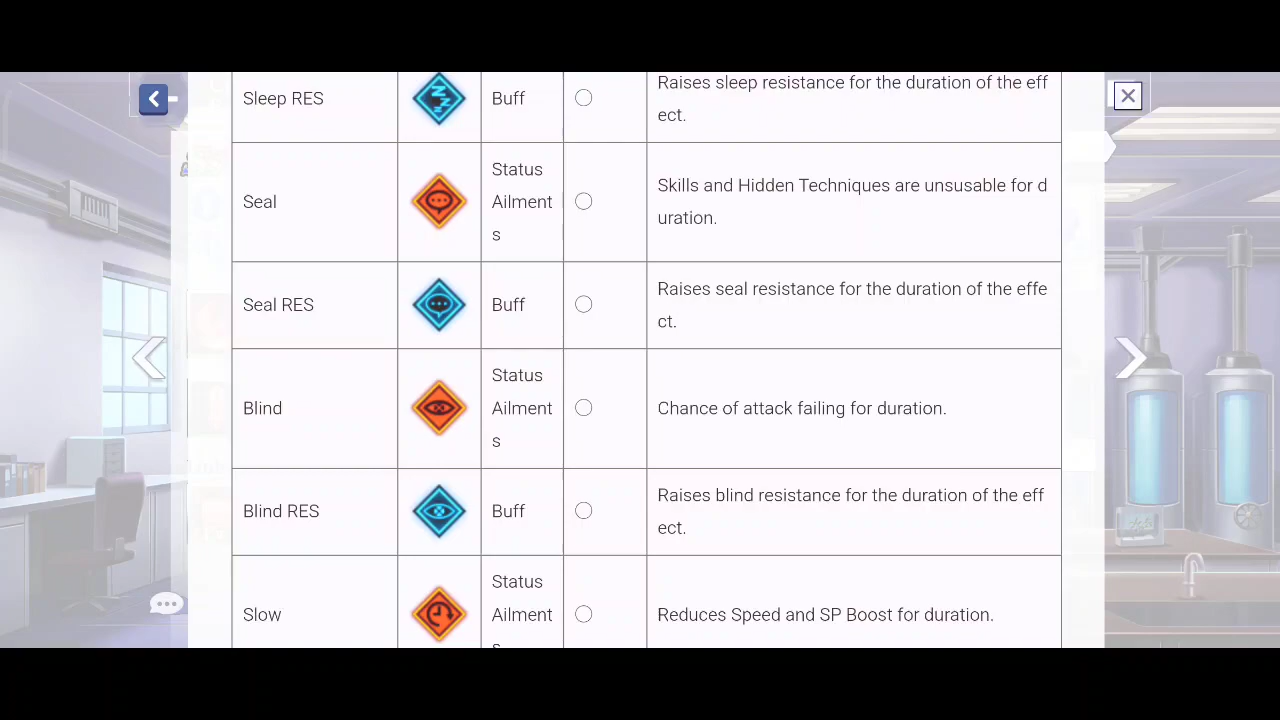 Sleep RES
Buff
○
Raises sleep resistance for the duration of the eff
ect.
Seal
Status
Ailment
s
○
Skills and Hidden Techniques are unsusable for d
uration.
Seal RES
Buff
○
Raises seal resistance for the duration of the effe
ct.
Blind
Status
Ailment
s
○
Chance of attack failing for duration.
Blind RES
Buff
○
Raises blind resistance for the duration of the eff
ect.
Slow
Status
Ailment
s
○
Reduces Speed and SP Boost for duration.